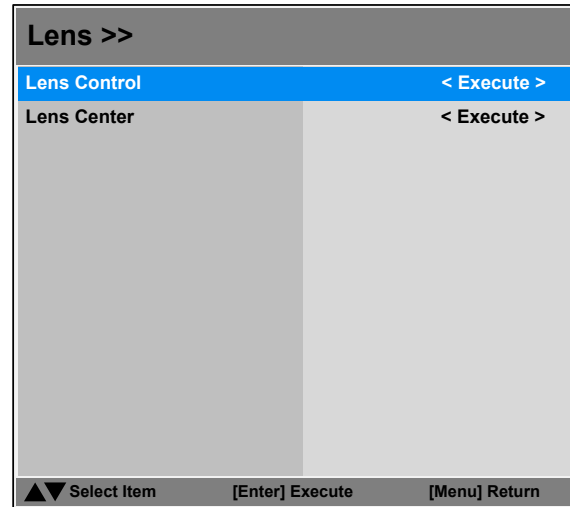 Lens >>
Lens Control < Execute >
Lens Center < Execute >
▲▼ Select Item [Enter] Execute [Menu] Return